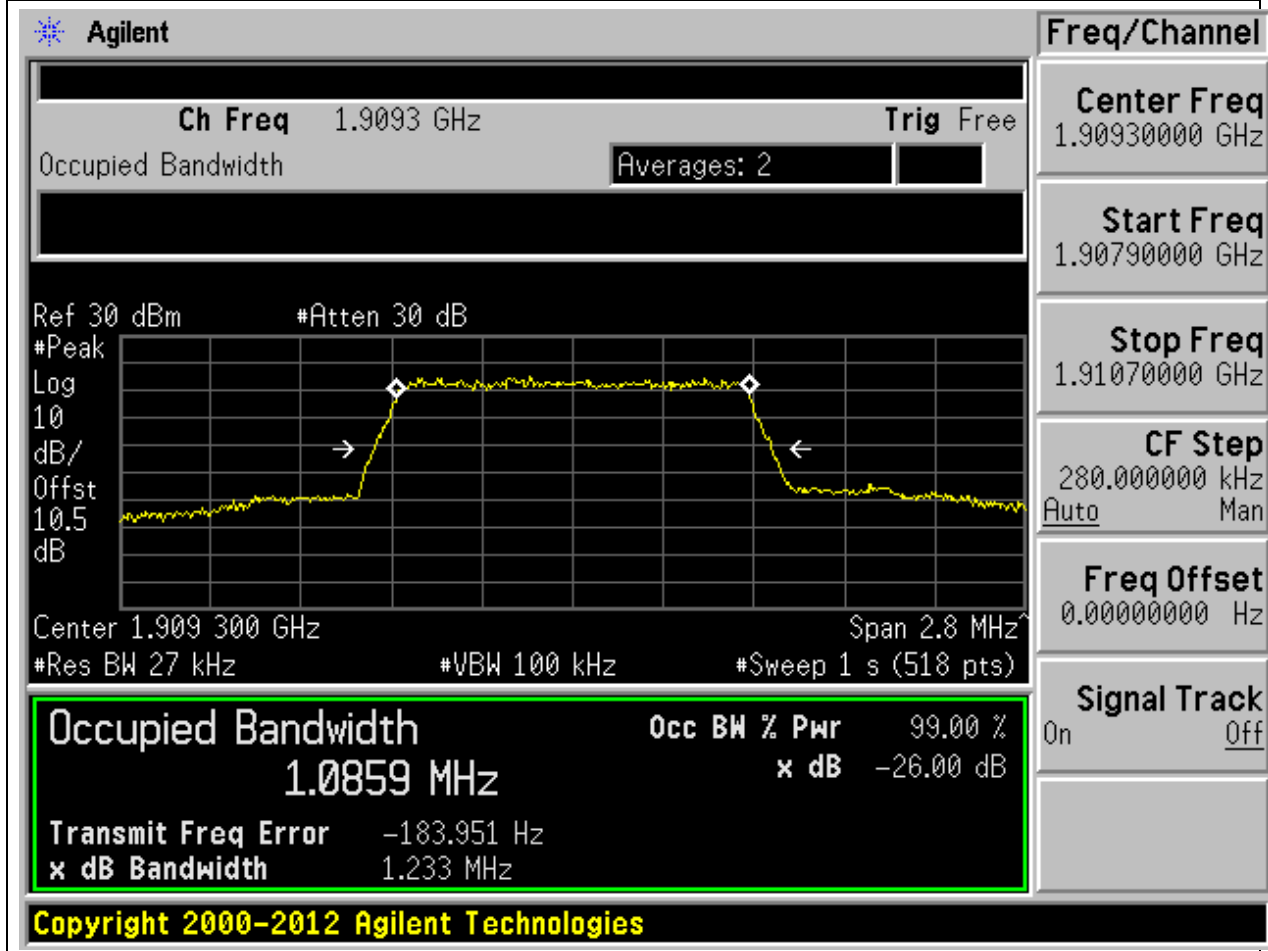 Agilent
Freq/Channel
Ch Freq 1.9093 GHz Trig Free
Occupied Bandwidth Averages: 2
Ref 30 dBm #Atten 30 dB
#Peak
Log
10
dB/
Offst
10.5
dB
Center 1.909 300 GHz Span 2.8 MHz^
#Res BW 27 kHz #VBW 100 kHz #Sweep 1 s (518 pts)
Occupied Bandwidth Occ BW % Pwr 99.00 %
1.0859 MHz x dB -26.00 dB
Transmit Freq Error -183.951 Hz
x dB Bandwidth 1.233 MHz
Copyright 2000-2012 Agilent Technologies
Center Freq
1.90930000 GHz
Start Freq
1.90790000 GHz
Stop Freq
1.91070000 GHz
CF Step
280.000000 kHz
Auto Man
Freq Offset
0.00000000 Hz
Signal Track
On Off